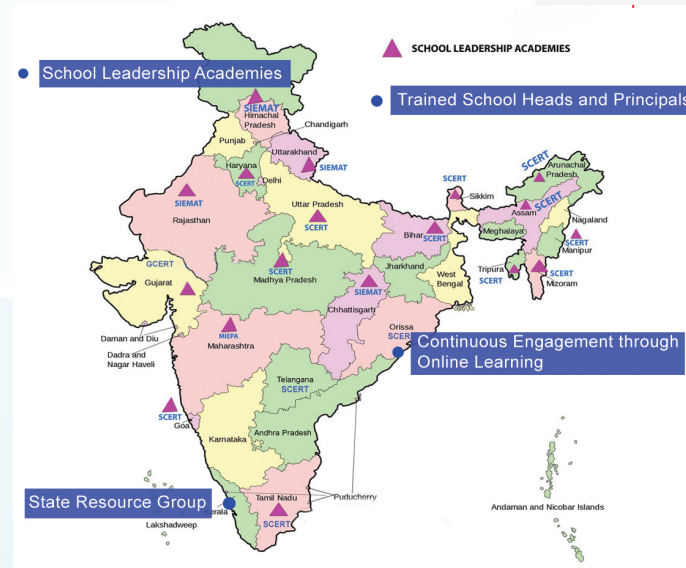 SCHOOL LEADERSHIP ACADEMIES
School Leadership Academies
Trained School Heads and Principals
SIEMAT
Himachal
Pradesh
Chandigarh
Punjab
Uttarakhand
SIEMAT
Haryana
SCERT
Delhi
SIEMAT
Rajasthan
Uttar Pradesh
SCERT
SCERT
Sikkim
SCERT
Arunachal
Pradesh
Assam
SCERT
Nagaland
Meghalaya
SCERT
Manipur
Bihar
SCERT
Tripura
SCERT
SCERT
Mizoram
GCERT
Gujarat
SCERT
Madhya Pradesh
Jharkhand
West
Bengal
SIEMAT
Chhattisgarh
Daman and Diu
Dadra and
Nagar Haveli
MIEPA
Maharashtra
Orissa
SCE
Continuous Engagement through
Online Learning
Telangana
SCERT
SCERT
Goa
Karnataka
Andhra Pradesh
State Resource Group
erala
Lakshadweep
Tamil Nadu
SCERT
Puducherry
Andaman and Nicobar Islands